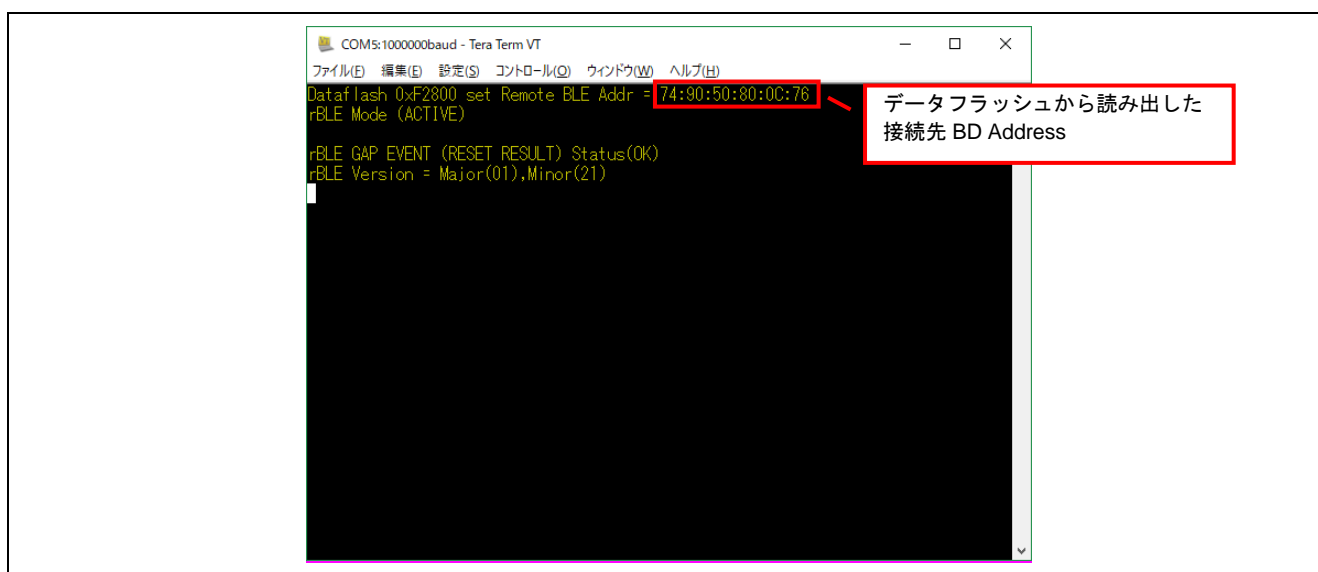 COM5:1000000baud - Tera Term VT
ファイル(F) 編集(E) 設定(S) コントロール(O) ウィンドウ(W) ヘルプ(H)
Dataflash 0xF2800 set Remote BLE Addr = 74:90:50:80:0C:76
rBLE Mode (ACTIVE)
rBLE GAP EVENT (RESET RESULT) Status(OK)
rBLE Version = Major(01),Minor(21)
データフラッシュから読み出した
接続先 BD Address